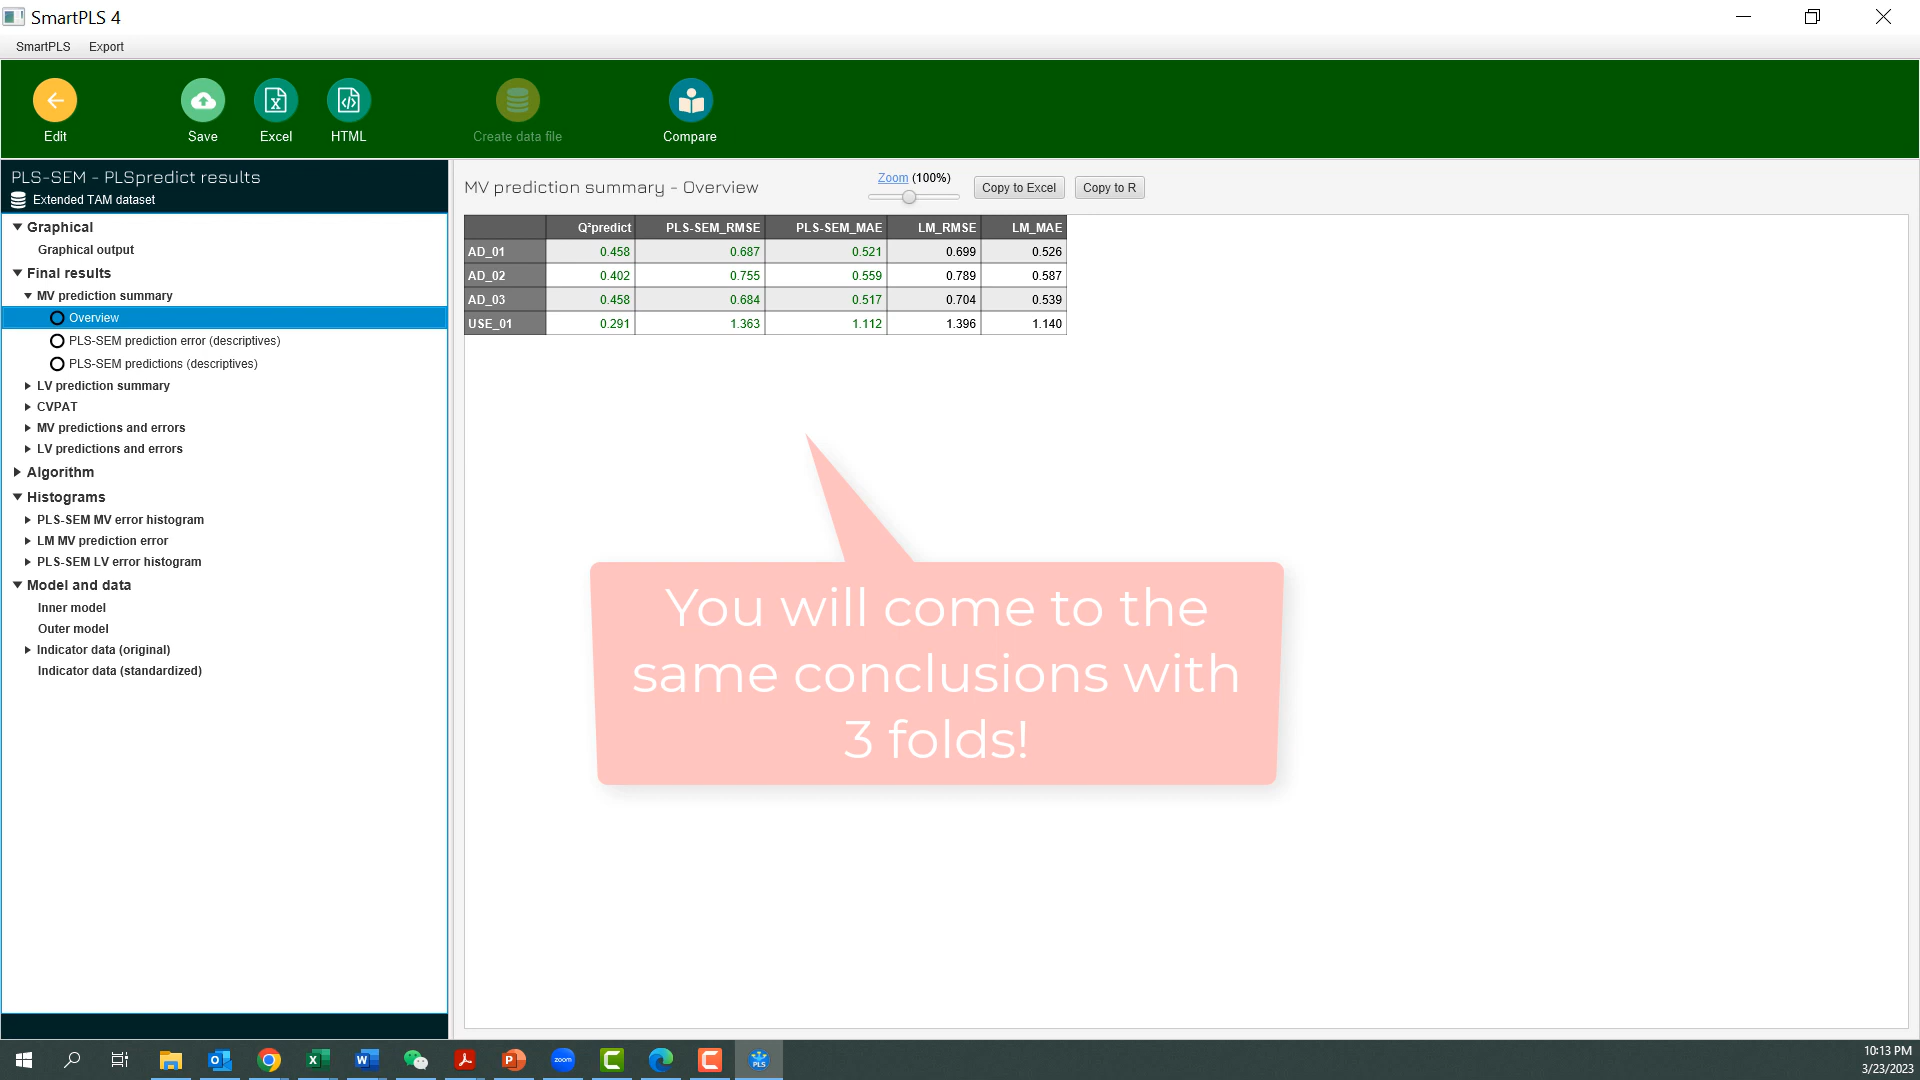 SmartPLS 4
SmartPLS Export
Edit Save Excel HTML Create data file Compare
PLS-SEM - PLSpredict results
Extended TAM dataset
Graphical
Graphical output
Final results
MV prediction summary
Overview
PLS-SEM prediction error (descriptives)
PLS-SEM predictions (descriptives)
LV prediction summary
CVPAT
MV predictions and errors
LV predictions and errors
Algorithm
Histograms
PLS-SEM MV error histogram
LM MV prediction error
PLS-SEM LV error histogram
Model and data
Inner model
Outer model
Indicator data (original)
Indicator data (standardized)
MV prediction summary - Overview Zoom (100%) Copy to Excel Copy to R
Q²predict PLS-SEM_RMSE PLS-SEM_MAE LM_RMSE LM_MAE
AD_01 0.458 0.687 0.521 0.699 0.526
AD_02 0.402 0.755 0.559 0.789 0.587
AD_03 0.458 0.684 0.517 0.704 0.539
USE_01 0.291 1.363 1.112 1.396 1.140
You will come to the
same conclusions with
3 folds!
zoom
PLS
10:13 PM
3/23/2023